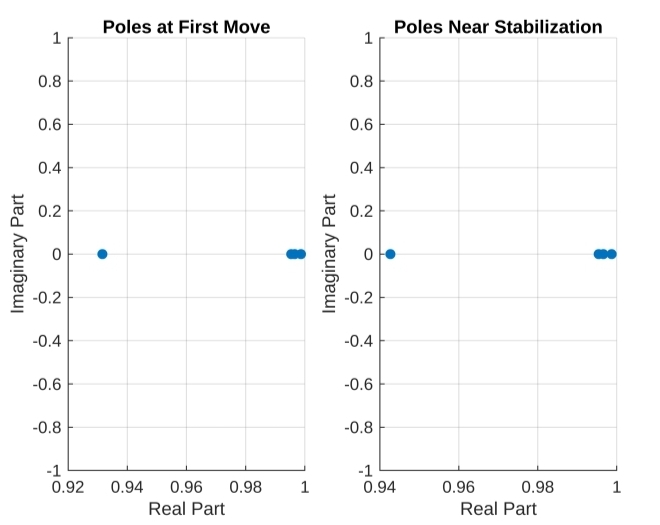 Poles at First Move
1
0.8
0.6
0.4
0.2
0
-0.2
-0.4
-0.6
-0.8
-1
Imaginary Part
0.92 0.94 0.96 0.98 1
Real Part
Poles Near Stabilization
1
0.8
0.6
0.4
0.2
0
-0.2
-0.4
-0.6
-0.8
-1
Imaginary Part
0.94 0.96 0.98 1
Real Part